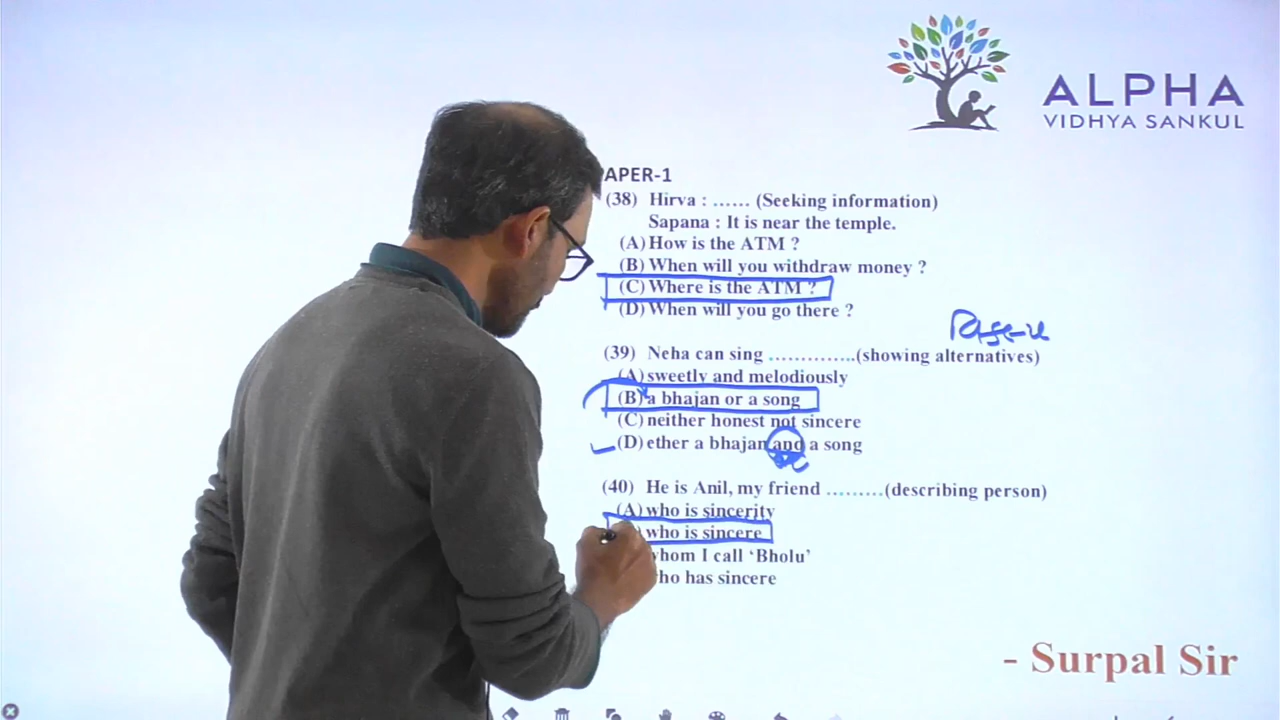 ALPHA
VIDHYA SANKUL
PAPER-1
(38) Hirva : ...... (Seeking information)
Sapana : It is near the temple.
(A) How is the ATM ?
(B) When will you withdraw money ?
(C) Where is the ATM ?
(D) When will you go there ?
(39) Neha can sing ..............(showing alternatives)
(A) sweetly and melodiously
(B) a bhajan or a song
(C) neither honest not sincere
(D) ether a bhajan and a song
(40) He is Anil, my friend .........(describing person)
(A) who is sincerity
who is sincere
whom I call ‘Bholu’
who has sincere
- Surpal Sir